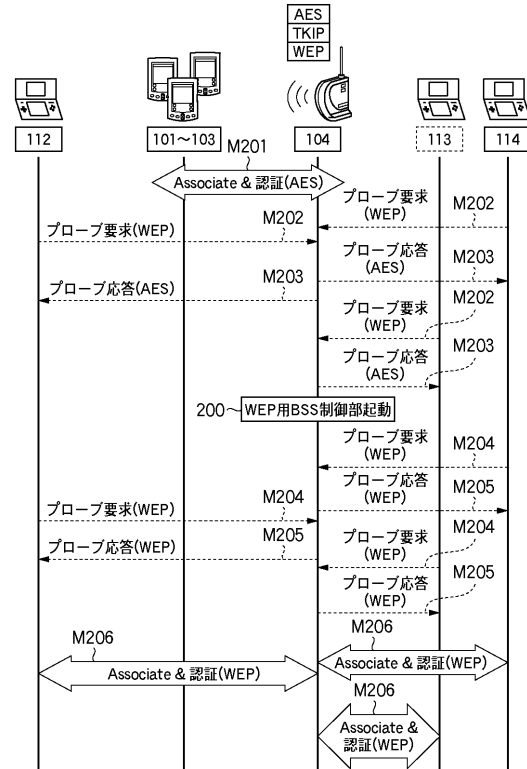 AES
TKIP
WEP
112
101～103
104
113
114
M201
Associate & 認証(AES)
プローブ要求
(WEP)
M202
M202
プローブ要求(WEP)
プローブ応答
(AES)
M203
M203
プローブ応答(AES)
M202
プローブ要求
(WEP)
M203
プローブ応答
(AES)
200～
WEP用BSS制御部起動
プローブ要求
(WEP)
M204
プローブ応答
(WEP)
M205
M204
プローブ要求(WEP)
M204
M205
プローブ応答(WEP)
プローブ要求
(WEP)
M205
プローブ応答
(WEP)
M206
M206
Associate & 認証(WEP)
Associate & 認証(WEP)
M206
Associate &
認証(WEP)